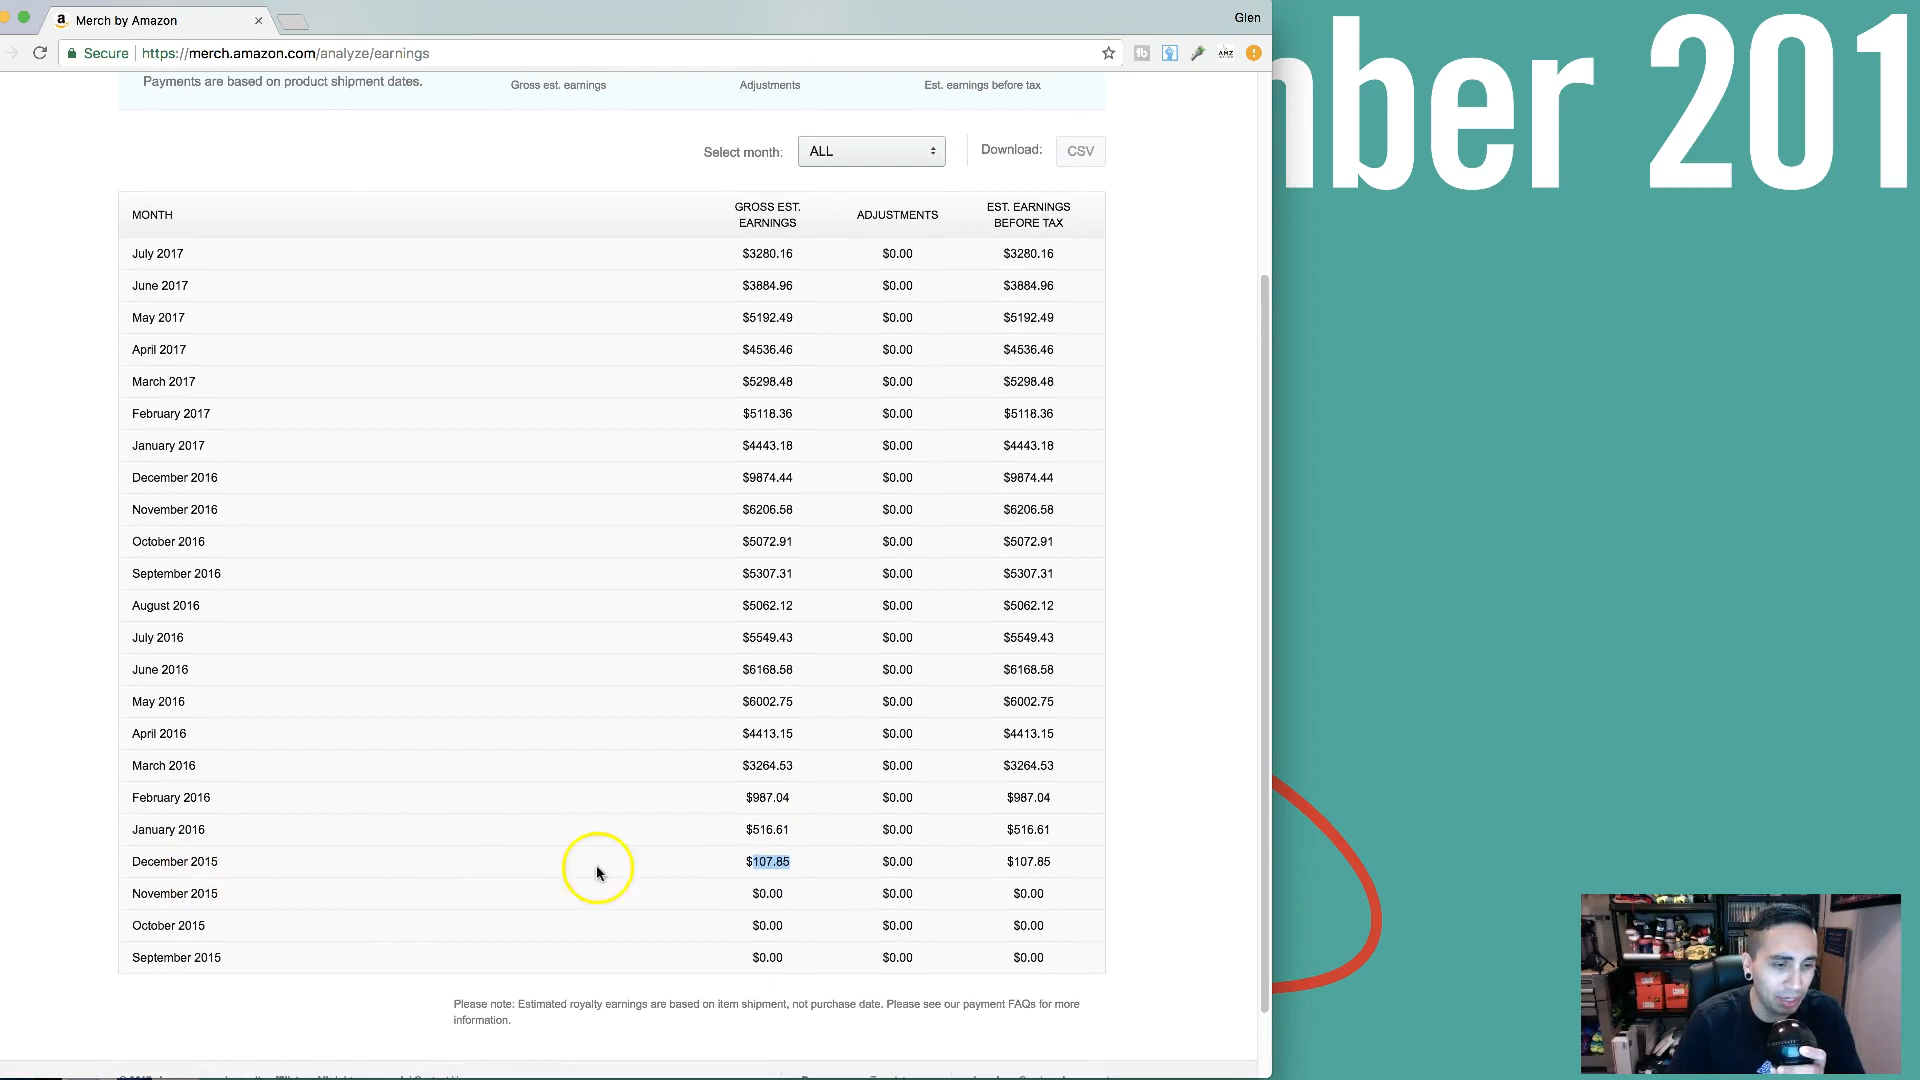 Merch by Amazon
Glen
Secure https://merch.amazon.com/analyze/earnings
mber 201
Payments are based on product shipment dates. Gross est. earnings Adjustments Est. earnings before tax
Select month: ALL Download: CSV
MONTH GROSS EST. EARNINGS ADJUSTMENTS EST. EARNINGS BEFORE TAX
July 2017 $3280.16 $0.00 $3280.16
June 2017 $3884.96 $0.00 $3884.96
May 2017 $5192.49 $0.00 $5192.49
April 2017 $4536.46 $0.00 $4536.46
March 2017 $5298.48 $0.00 $5298.48
February 2017 $5118.36 $0.00 $5118.36
January 2017 $4443.18 $0.00 $4443.18
December 2016 $9874.44 $0.00 $9874.44
November 2016 $6206.58 $0.00 $6206.58
October 2016 $5072.91 $0.00 $5072.91
September 2016 $5307.31 $0.00 $5307.31
August 2016 $5062.12 $0.00 $5062.12
July 2016 $5549.43 $0.00 $5549.43
June 2016 $6168.58 $0.00 $6168.58
May 2016 $6002.75 $0.00 $6002.75
April 2016 $4413.15 $0.00 $4413.15
March 2016 $3264.53 $0.00 $3264.53
February 2016 $987.04 $0.00 $987.04
January 2016 $516.61 $0.00 $516.61
December 2015 $107.85 $0.00 $107.85
November 2015 $0.00 $0.00 $0.00
October 2015 $0.00 $0.00 $0.00
September 2015 $0.00 $0.00 $0.00
Please note: Estimated royalty earnings are based on item shipment, not purchase date. Please see our payment FAQs for more
information.